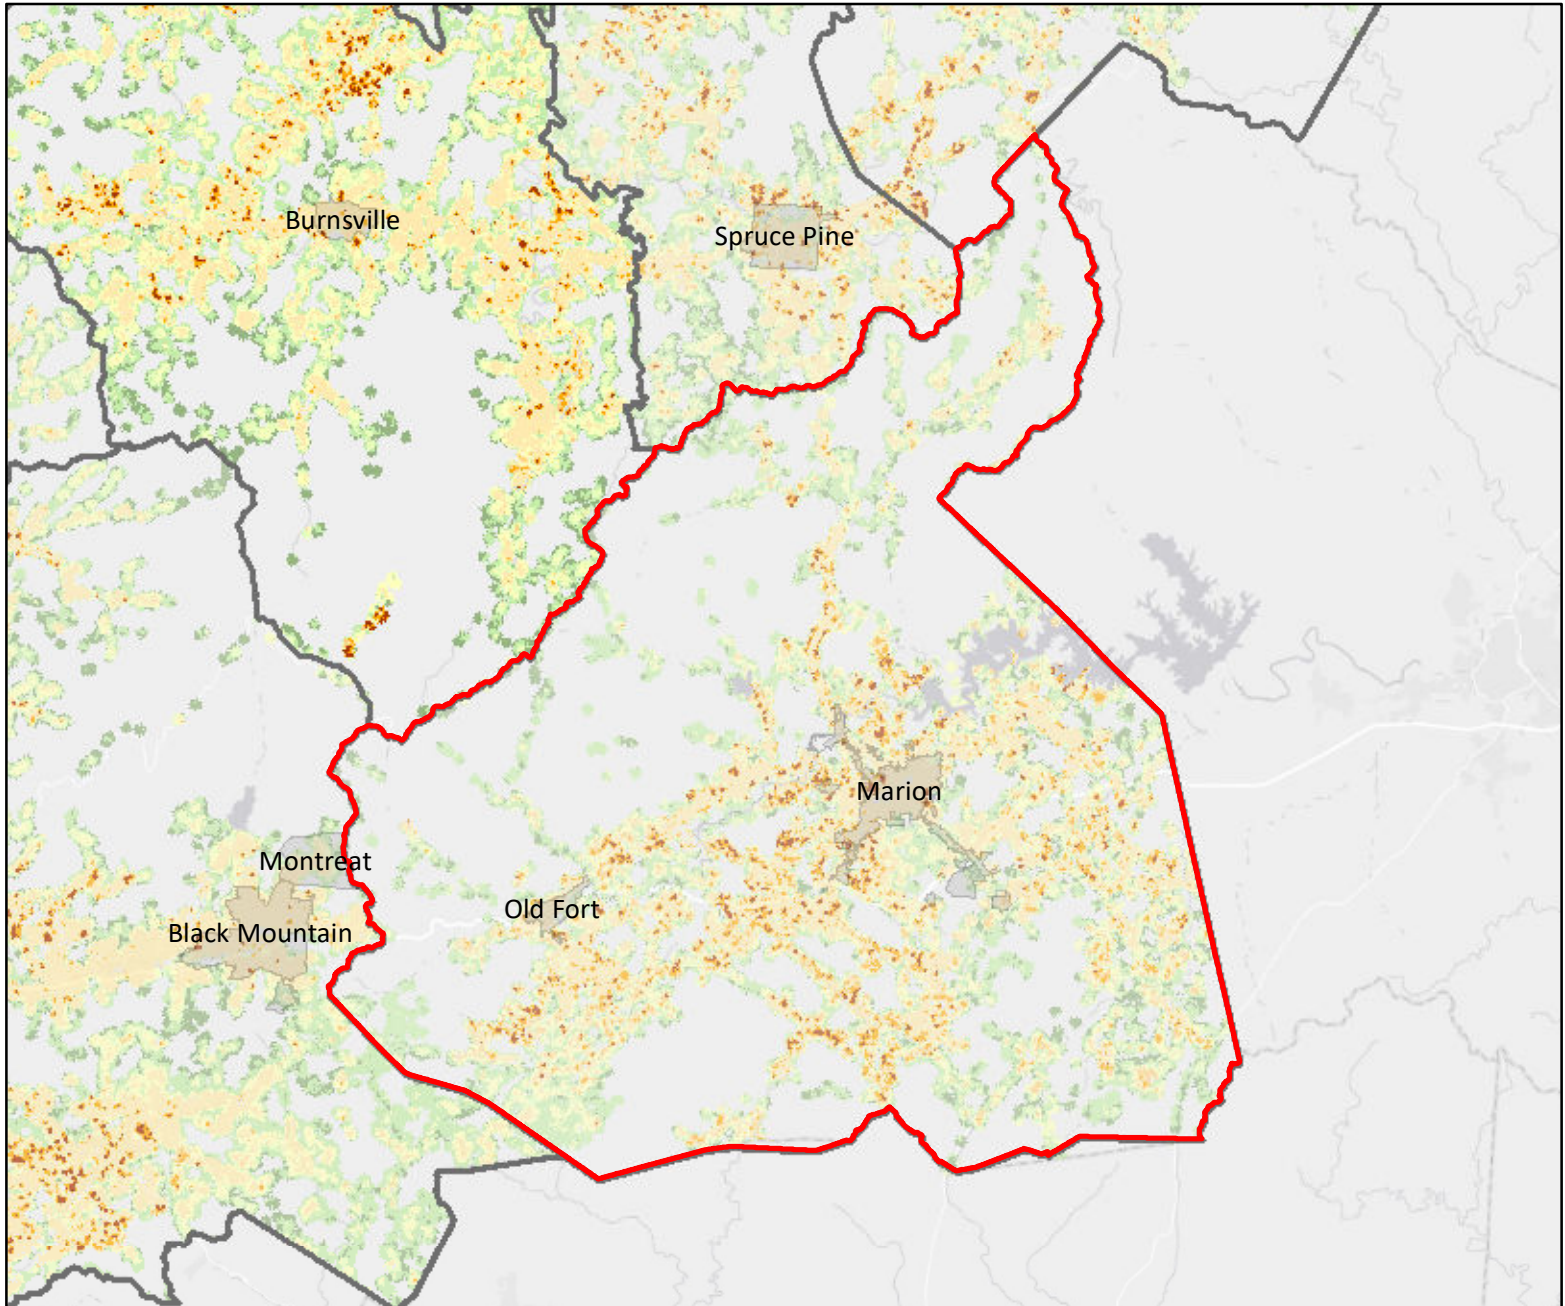 Burnsville
Spruce Pine
Marion
Montreat
Old Fort
Black Mountain